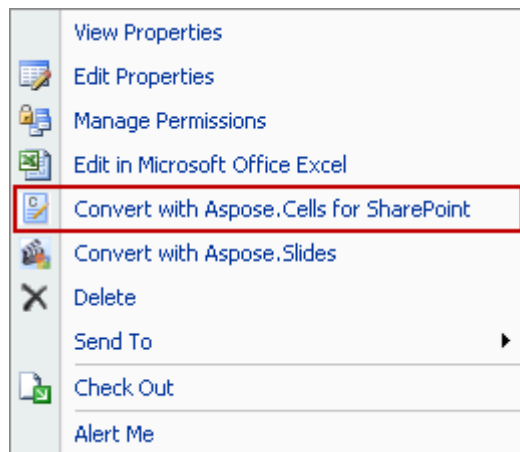 View Properties
Edit Properties
Manage Permissions
Edit in Microsoft Office Excel
Convert with Aspose.Cells for SharePoint
Convert with Aspose.Slides
Delete
Send To
Check Out
Alert Me